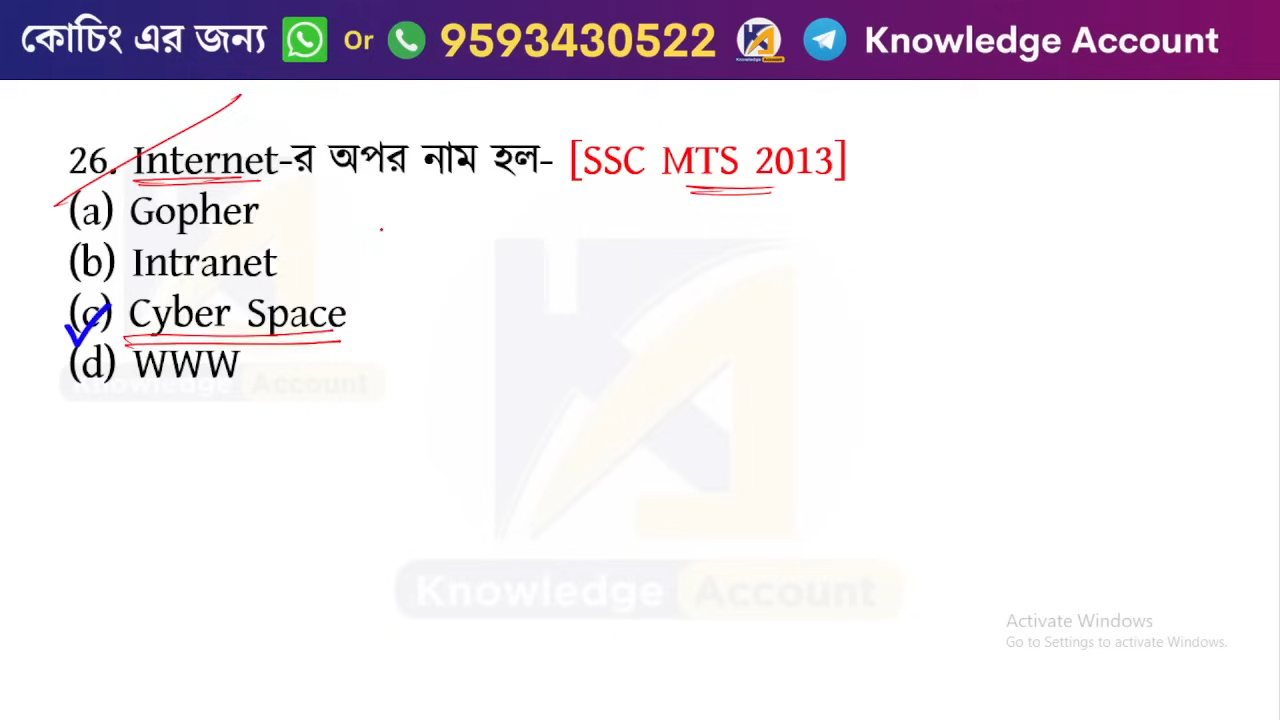 কোচিং এর জন্য Or 9593430522 Knowledge Account
26. Internet-র অপর নাম হল- [SSC MTS 2013]
(a) Gopher
(b) Intranet
(c) Cyber Space
(d) WWW
Knowledge Account
Knowledge Account
Activate Windows
Go to Settings to activate Windows.